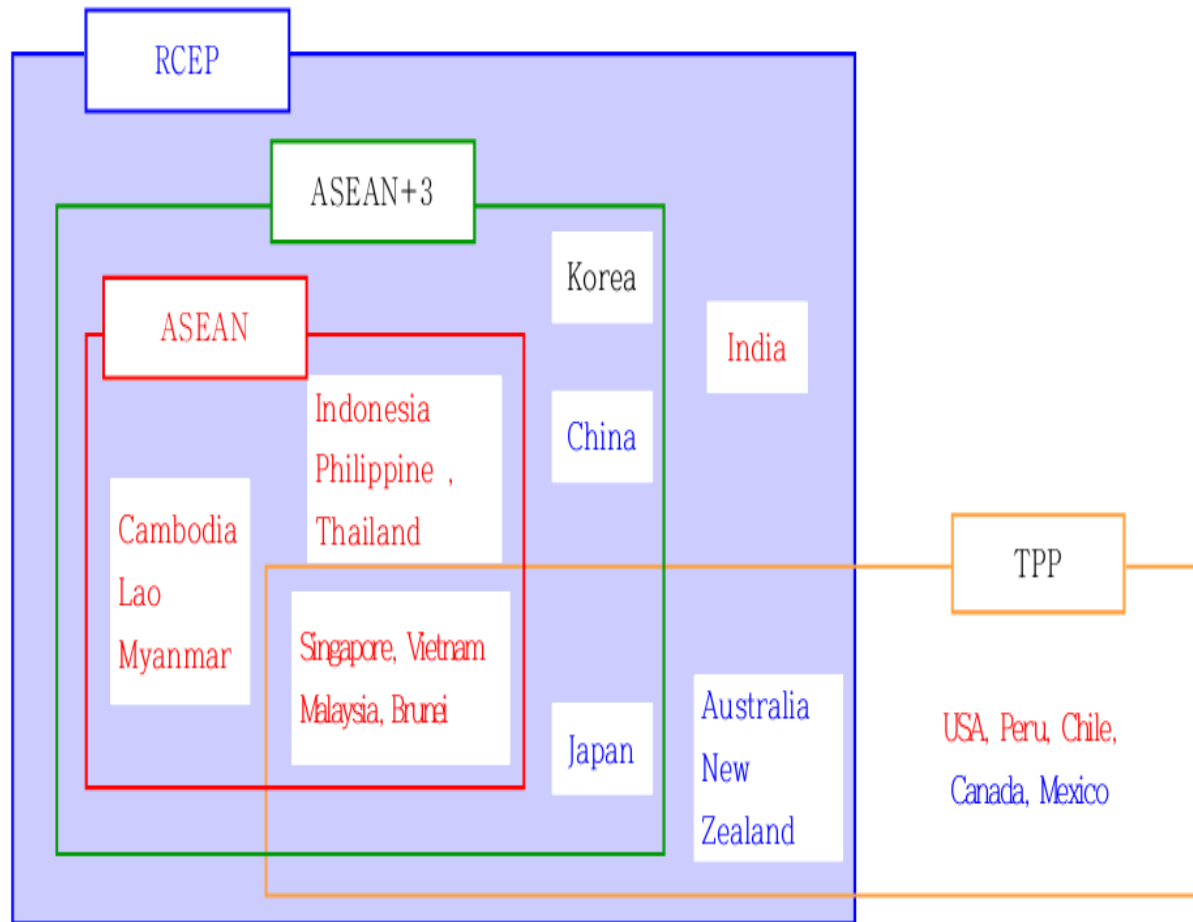 RCEP
ASEAN+3
Korea
ASEAN
India
Indonesia
Philippine ,
Thailand
China
Cambodia
Lao
Myanmar
TPP
Singapore, Vietnam
Malaysia, Brunei
Japan
Australia
New
Zealand
USA, Peru, Chile,
Canada, Mexico